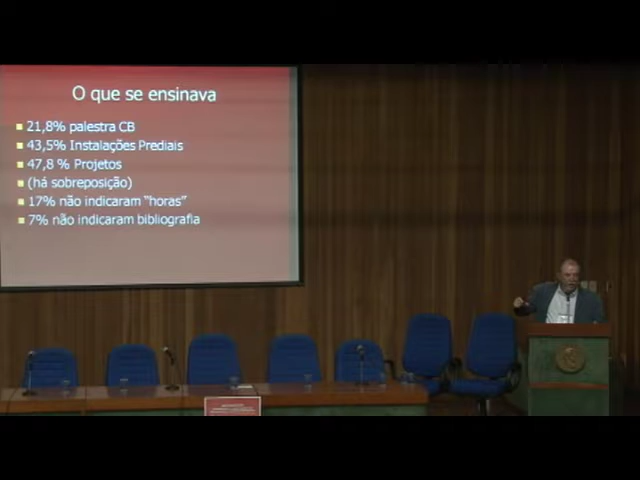 O que se ensinava
21,8% palestra CB
43,5% Instalações Prediais
47,8 % Projetos
(há sobreposição)
17% não indicaram “horas”
7% não indicaram bibliografia